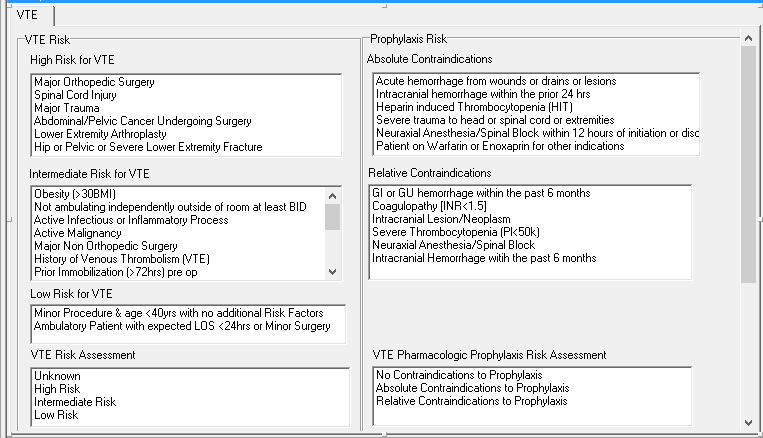 VTE
VTE Risk
High Risk for VTE
Major Orthopedic Surgery
Spinal Cord Injury
Major Trauma
Abdominal/Pelvic Cancer Undergoing Surgery
Lower Extremity Arthroplasty
Hip or Pelvic or Severe Lower Extremity Fracture
Intermediate Risk for VTE
Obesity (>30BMI)
Not ambulating independently outside of room at least BID
Active Infectious or Inflammatory Process
Active Malignancy
Major Non Orthopedic Surgery
History of Venous Thrombolism (VTE)
Prior Immobilization (>72hrs) pre op
Low Risk for VTE
Minor Procedure & age <40yrs with no additional Risk Factors
Ambulatory Patient with expected LOS <24hrs or Minor Surgery
VTE Risk Assessment
Unknown
High Risk
Intermediate Risk
Low Risk
Prophylaxis Risk
Absolute Contraindications
Acute hemorrhage from wounds or drains or lesions
Intracranial hemorrhage within the prior 24 hrs
Heparin induced Thrombocytopenia (HIT)
Severe trauma to head or spinal cord or extremities
Neuraxial Anesthesia/Spinal Block within 12 hours of initiation or disc
Patient on Warfarin or Enoxaprin for other indications
Relative Contraindications
GI or GU hemorrhage within the past 6 months
Coagulopathy [INR<1.5]
Intracranial Lesion/Neoplasm
Severe Thrombocytopenia (Pl<50k)
Neuraxial Anesthesia/Spinal Block
Intracranial Hemorrhage witih the past 6 months
VTE Pharmacologic Prophylaxis Risk Assessment
No Contraindications to Prophylaxis
Absolute Contraindications to Prophylaxis
Relative Contraindications to Prophylaxis